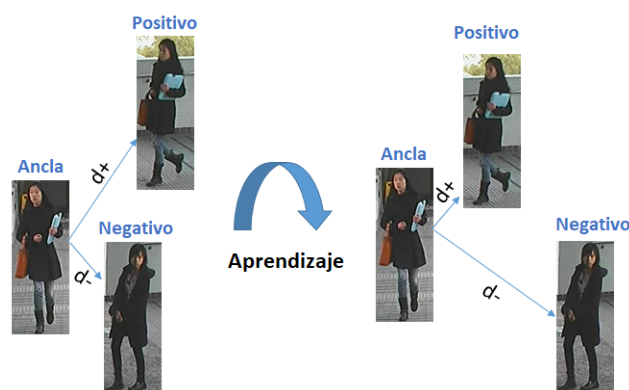 Positivo
Ancla
d+
Negativo
d-
Aprendizaje
Positivo
Ancla
d+
Negativo
d-